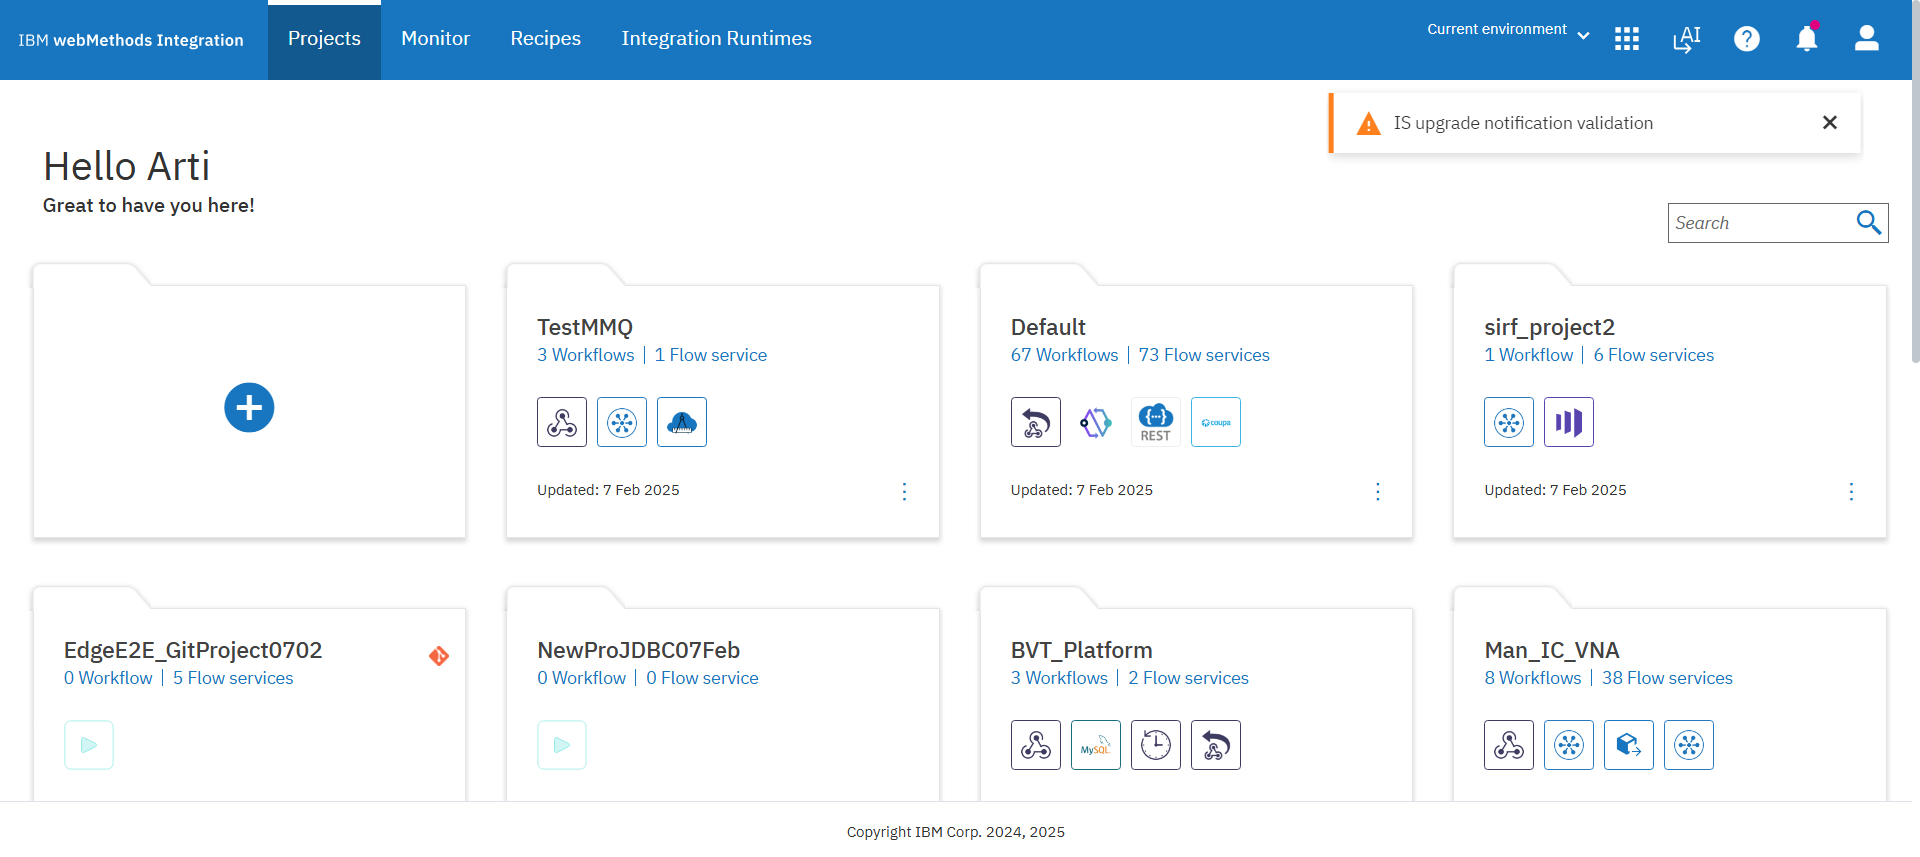 IBM webMethods Integration
Projects
Monitor
Recipes
Integration Runtimes
Current environment
AI
IS upgrade notification validation
Hello Arti
Great to have you here!
Search
TestMMQ
3 Workflows | 1 Flow service
Updated: 7 Feb 2025
Default
67 Workflows | 73 Flow services
REST
coupa
Updated: 7 Feb 2025
sirf_project2
1 Workflow | 6 Flow services
Updated: 7 Feb 2025
EdgeE2E_GitProject0702
0 Workflow | 5 Flow services
NewProJDBC07Feb
0 Workflow | 0 Flow service
BVT_Platform
3 Workflows | 2 Flow services
MySQL
Man_IC_VNA
8 Workflows | 38 Flow services
Copyright IBM Corp. 2024, 2025